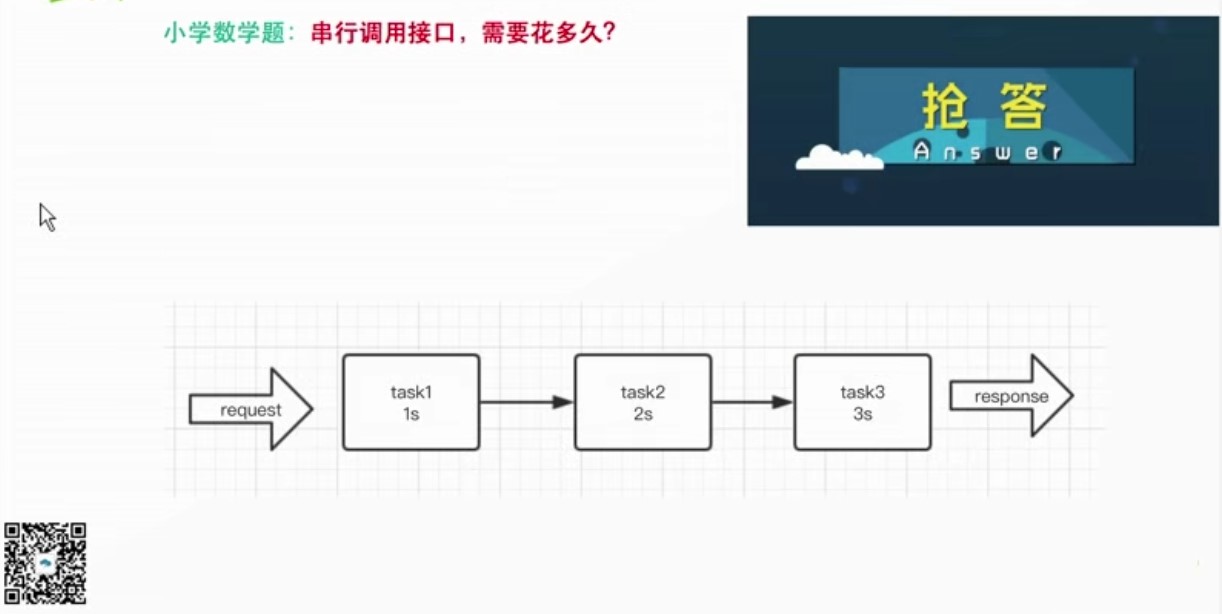 小学数学题：串行调用接口，需要花多久？
抢 答
Answer
request
task1
1s
task2
2s
task3
3s
response